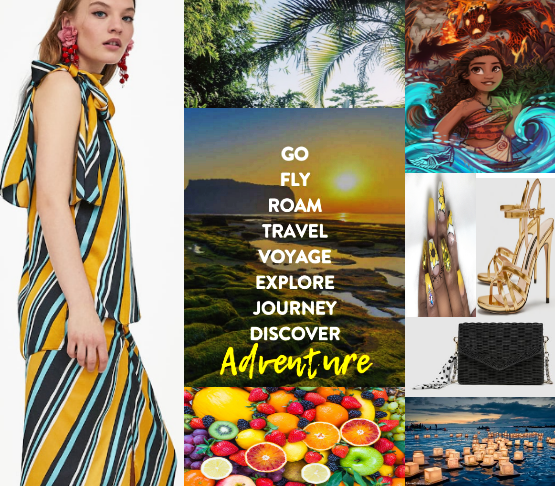 GO
FLY
ROAM
TRAVEL
VOYAGE
EXPLORE
JOURNEY
DISCOVER
Adventure